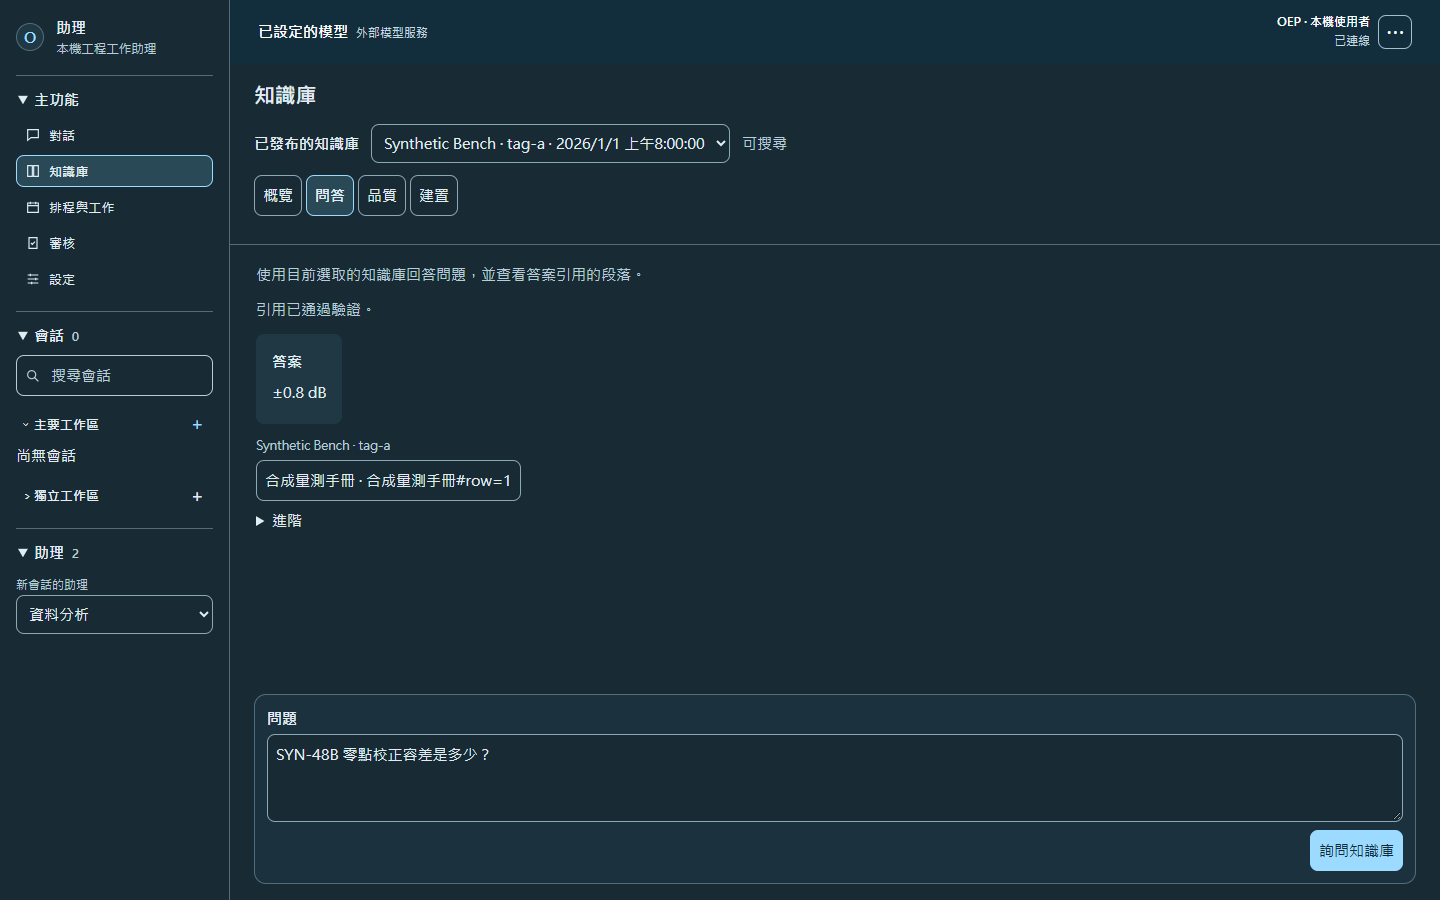 O
助理
本機工程工作助理
▼ 主功能
對話
知識庫
排程與工作
審核
設定
▼ 會話 0
搜尋會話
主要工作區 +
尚無會話
獨立工作區 +
▼ 助理 2
新會話的助理
資料分析
已設定的模型 外部模型服務
OEP · 本機使用者
已連線
知識庫
已發布的知識庫 Synthetic Bench · tag-a · 2026/1/1 上午8:00:00 可搜尋
概覽 問答 品質 建置
使用目前選取的知識庫回答問題，並查看答案引用的段落。
引用已通過驗證。
答案
±0.8 dB
Synthetic Bench · tag-a
合成量測手冊 · 合成量測手冊#row=1
▶ 進階
問題
SYN-48B 零點校正容差是多少？
詢問知識庫